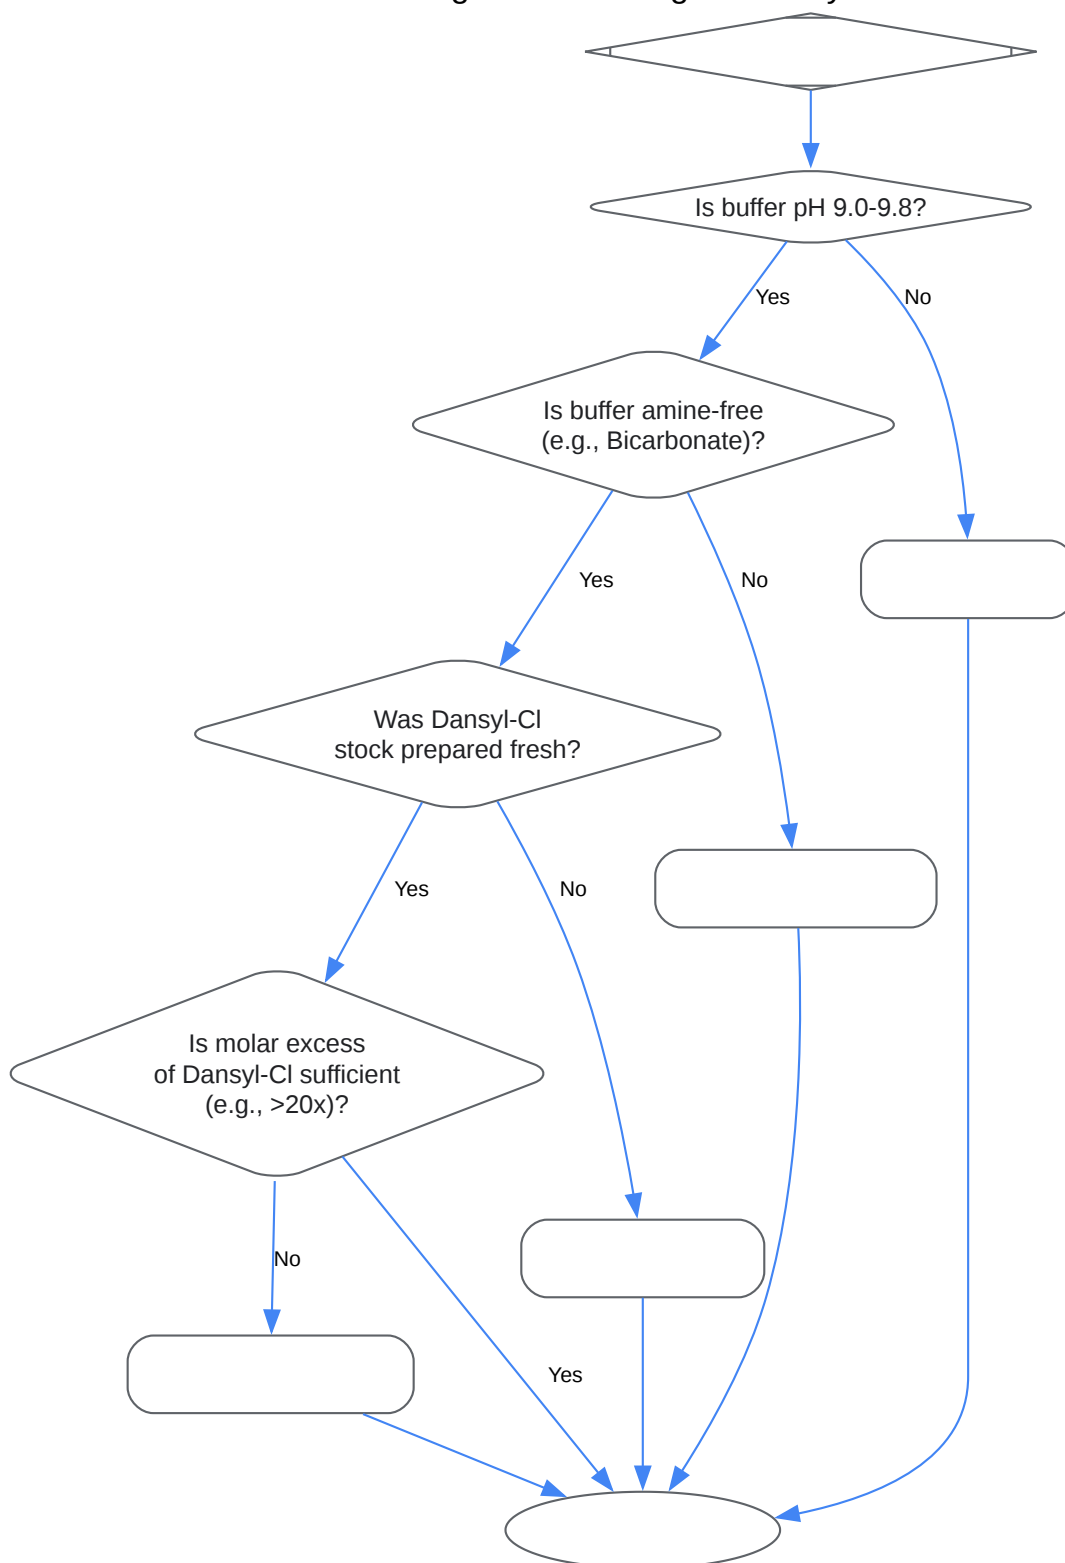 Is buffer pH 9.0-9.8?
Yes
No
Is buffer amine-free
(e.g., Bicarbonate)?
Yes
No
Was Dansyl-Cl
stock prepared fresh?
Yes
No
Is molar excess
of Dansyl-Cl sufficient
(e.g., >20x)?
No
Yes